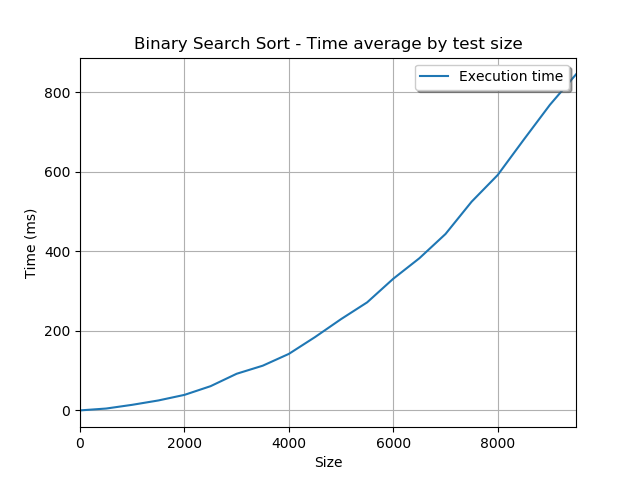 Binary Search Sort - Time average by test size
Execution time
800
600
400
200
0
Time (ms)
0 2000 4000 6000 8000
Size